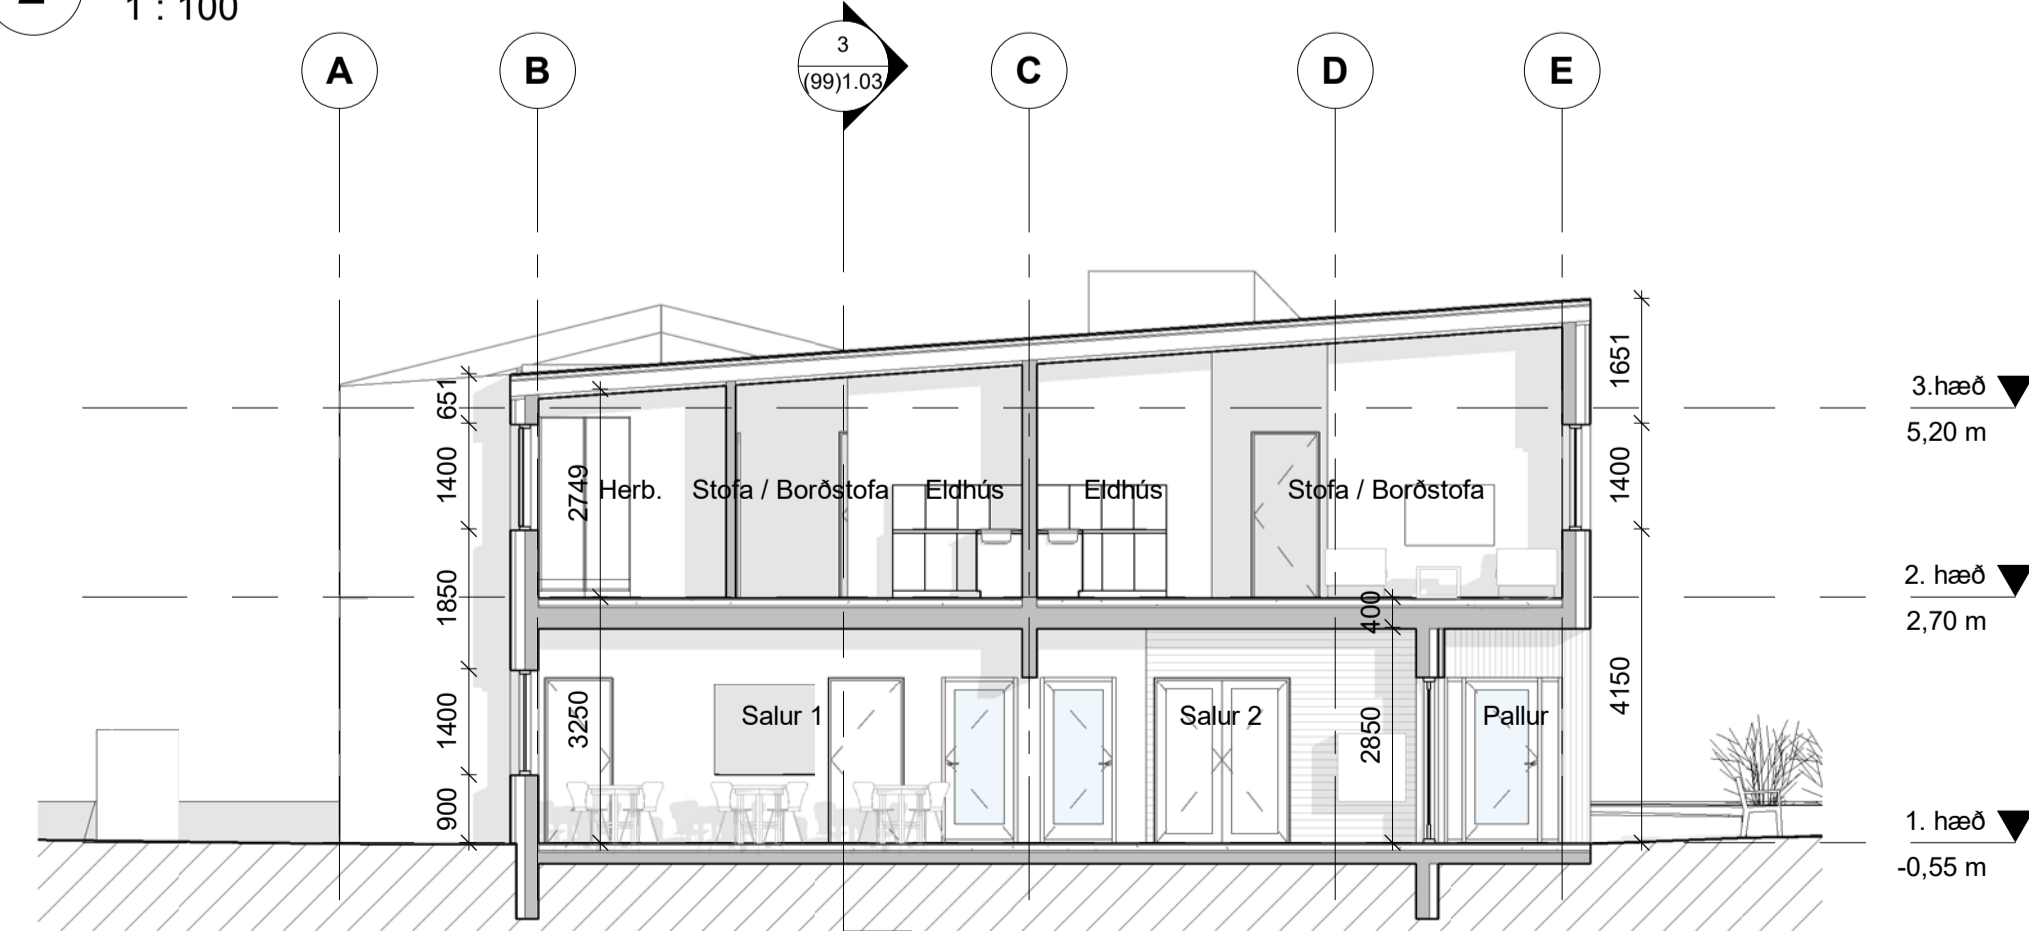 1 : 100
A
B
3
(99)1.03
C
D
E
651
1400
1850
1400
900
2749
3250
Herb.
Stofa / Borðstofa
Eldhús
Eldhús
Stofa / Borðstofa
400
2850
Salur 1
Salur 2
Pallur
1651
1400
4150
3.hæð
5,20 m
2. hæð
2,70 m
1. hæð
-0,55 m